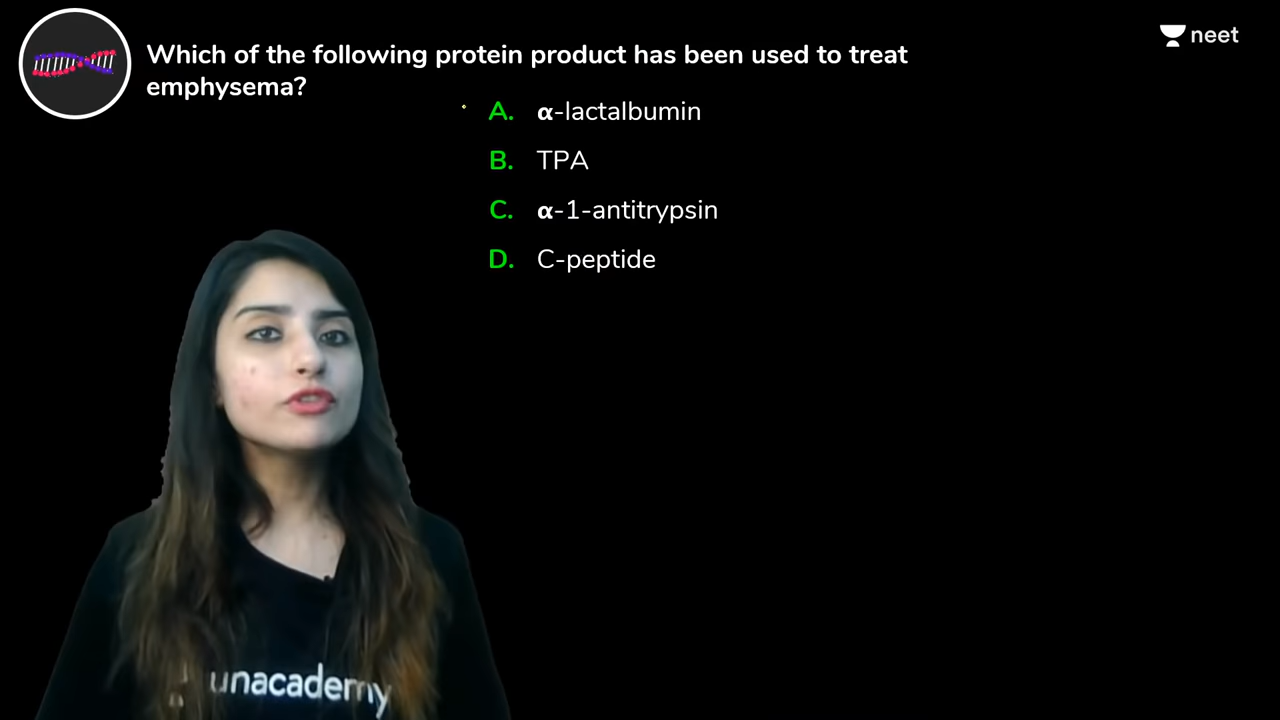 neet
Which of the following protein product has been used to treat
emphysema?
A. α-lactalbumin
B. TPA
C. α-1-antitrypsin
D. C-peptide
unacademy